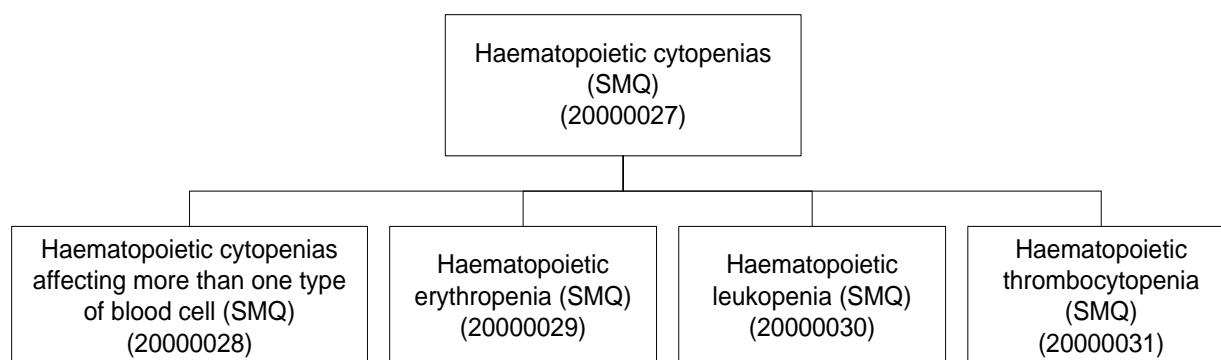 Haematopoietic cytopenias
(SMQ)
(20000027)
Haematopoietic cytopenias
affecting more than one type
of blood cell (SMQ)
(20000028)
Haematopoietic
erythropenia (SMQ)
(20000029)
Haematopoietic
leukopenia (SMQ)
(20000030)
Haematopoietic
thrombocytopenia
(SMQ)
(20000031)